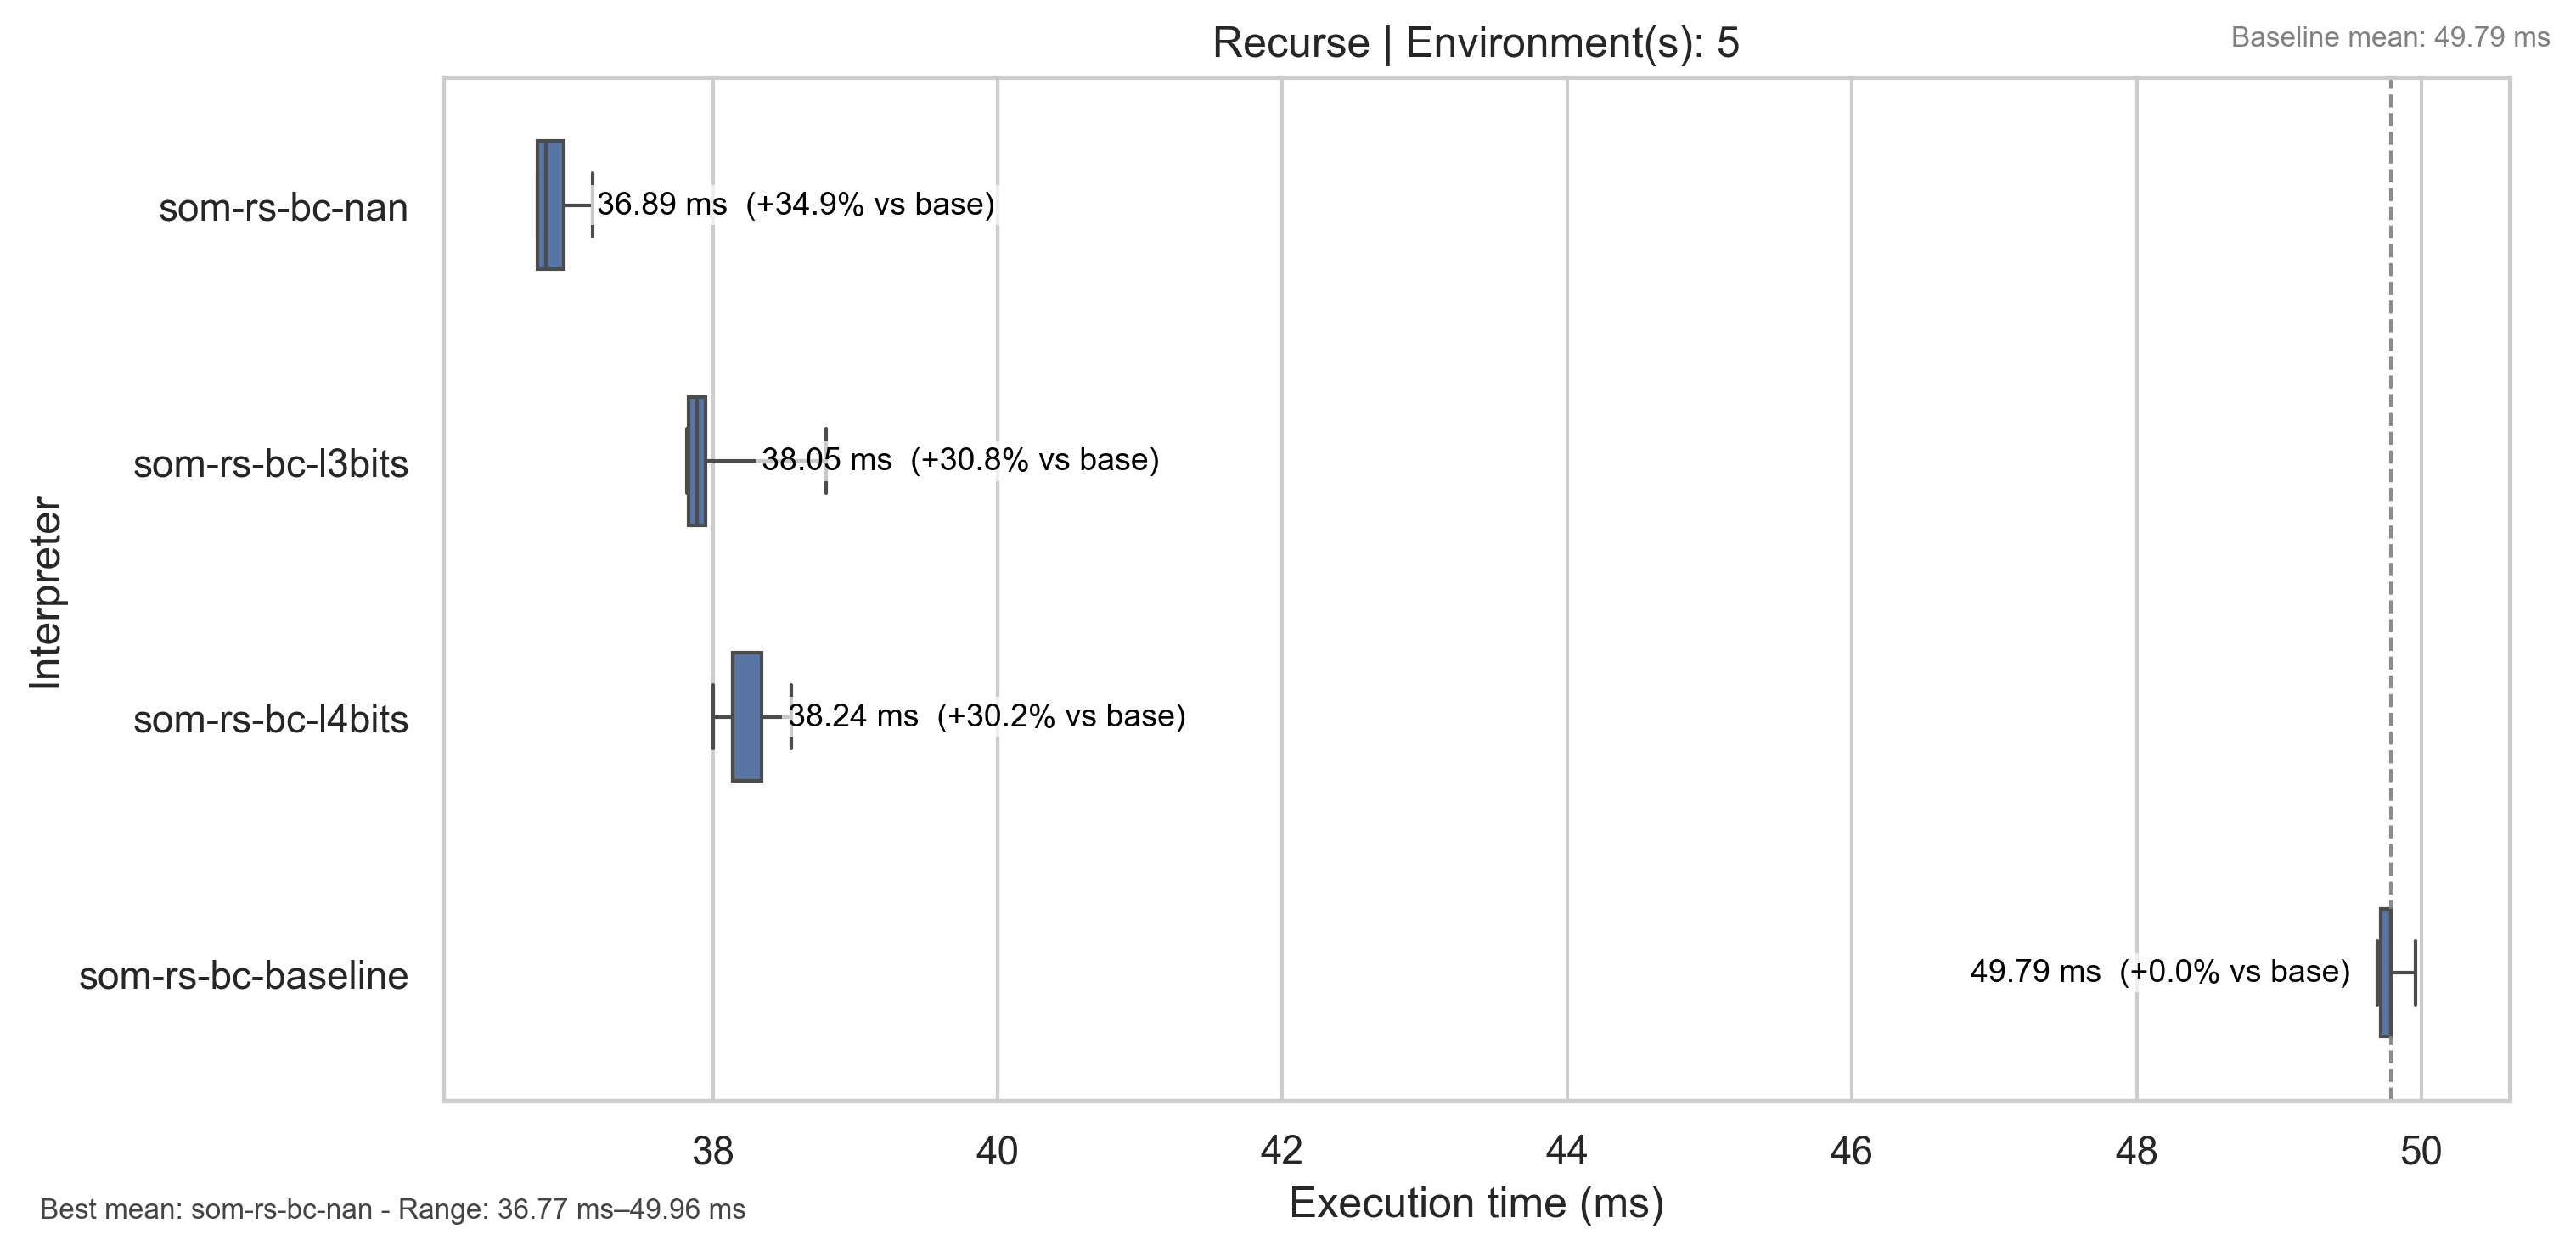 Recurse | Environment(s): 5
Baseline mean: 49.79 ms
som-rs-bc-nan
36.89 ms (+34.9% vs base)
som-rs-bc-l3bits
38.05 ms (+30.8% vs base)
Interpreter
som-rs-bc-l4bits
38.24 ms (+30.2% vs base)
som-rs-bc-baseline
49.79 ms (+0.0% vs base)
38 40 42 44 46 48 50
Execution time (ms)
Best mean: som-rs-bc-nan - Range: 36.77 ms–49.96 ms